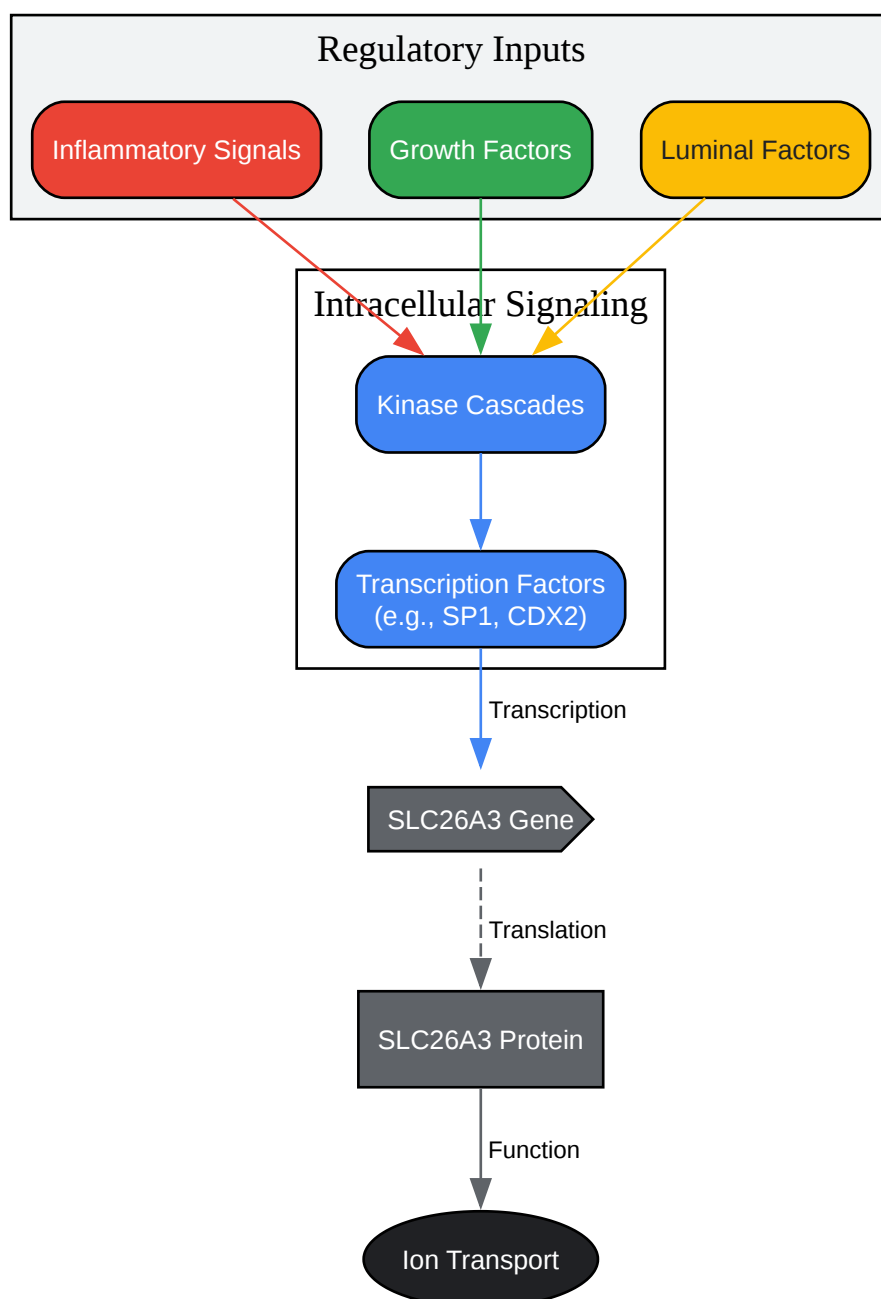 Regulatory Inputs
Inflammatory Signals
Growth Factors
Luminal Factors
Intracellular Signaling
Kinase Cascades
Transcription Factors
(e.g., SP1, CDX2)
Transcription
SLC26A3 Gene
Translation
SLC26A3 Protein
Function
Ion Transport